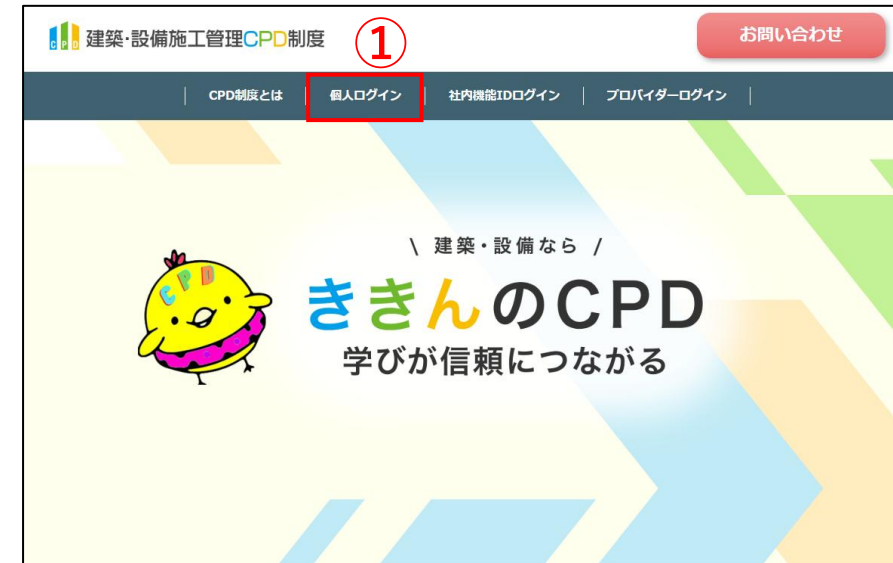 CPD 建築・設備施工管理CPD制度
①
お問い合わせ
CPD制度とは 個人ログイン 社内機能IDログイン プロバイダーログイン
\ 建築・設備なら /
CPD
ききんのCPD
学びが信頼につながる